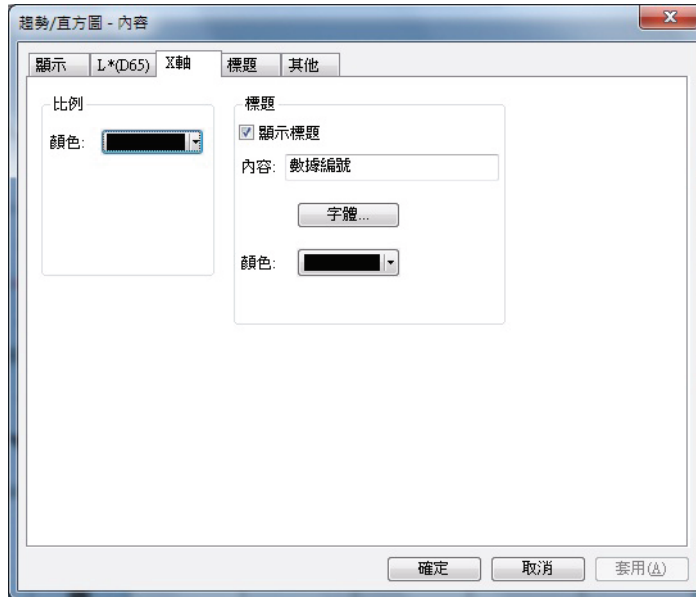 趨勢/直方圖 - 內容
顯示 L*(D65) X軸 標題 其他
比例
顏色:
標題
顯示標題
內容: 數據編號
字體...
顏色:
確定 取消 套用(A)